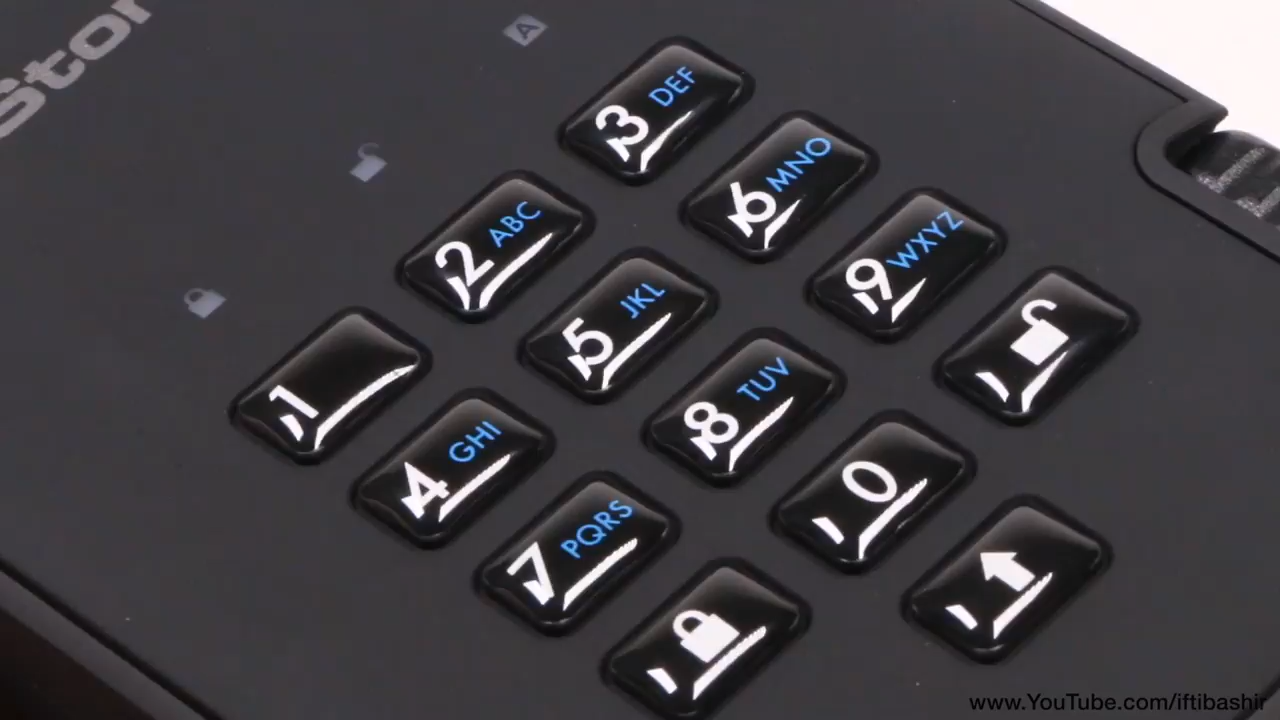 Stor
A
1
2 ABC
3 DEF
4 GHI
5 JKL
6 MNO
7 PQRS
8 TUV
9 WXYZ
0
www.YouTube.com/iftibashir